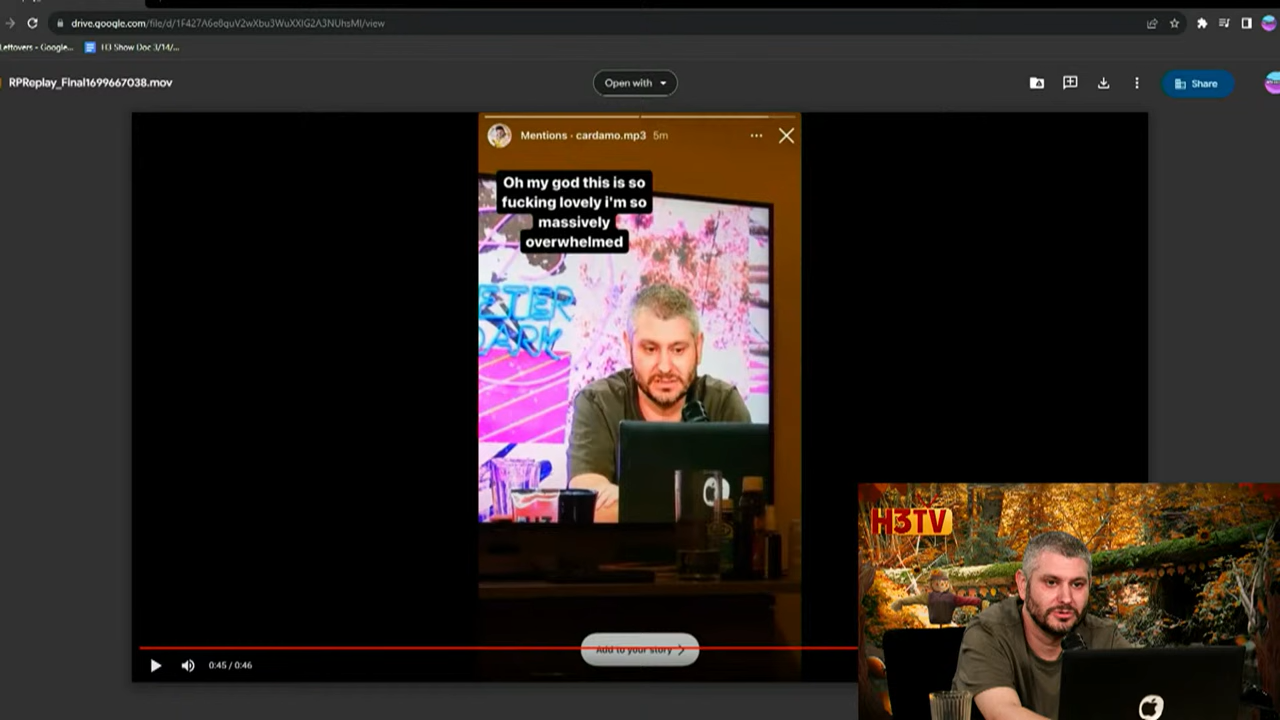 drive.google.com/file/d/1F427A6e8guV2wXbu3WuXXIG2A3NUhsMI/view
Leftovers - Google...
H3 Show Doc 3/14/...
RPReplay_Final1699667038.mov
Open with
Share
Mentions · cardamo.mp3 5m
Oh my god this is so
fucking lovely i'm so
massively
overwhelmed
DARK
H3TV
Add to your story
0:45 / 0:46